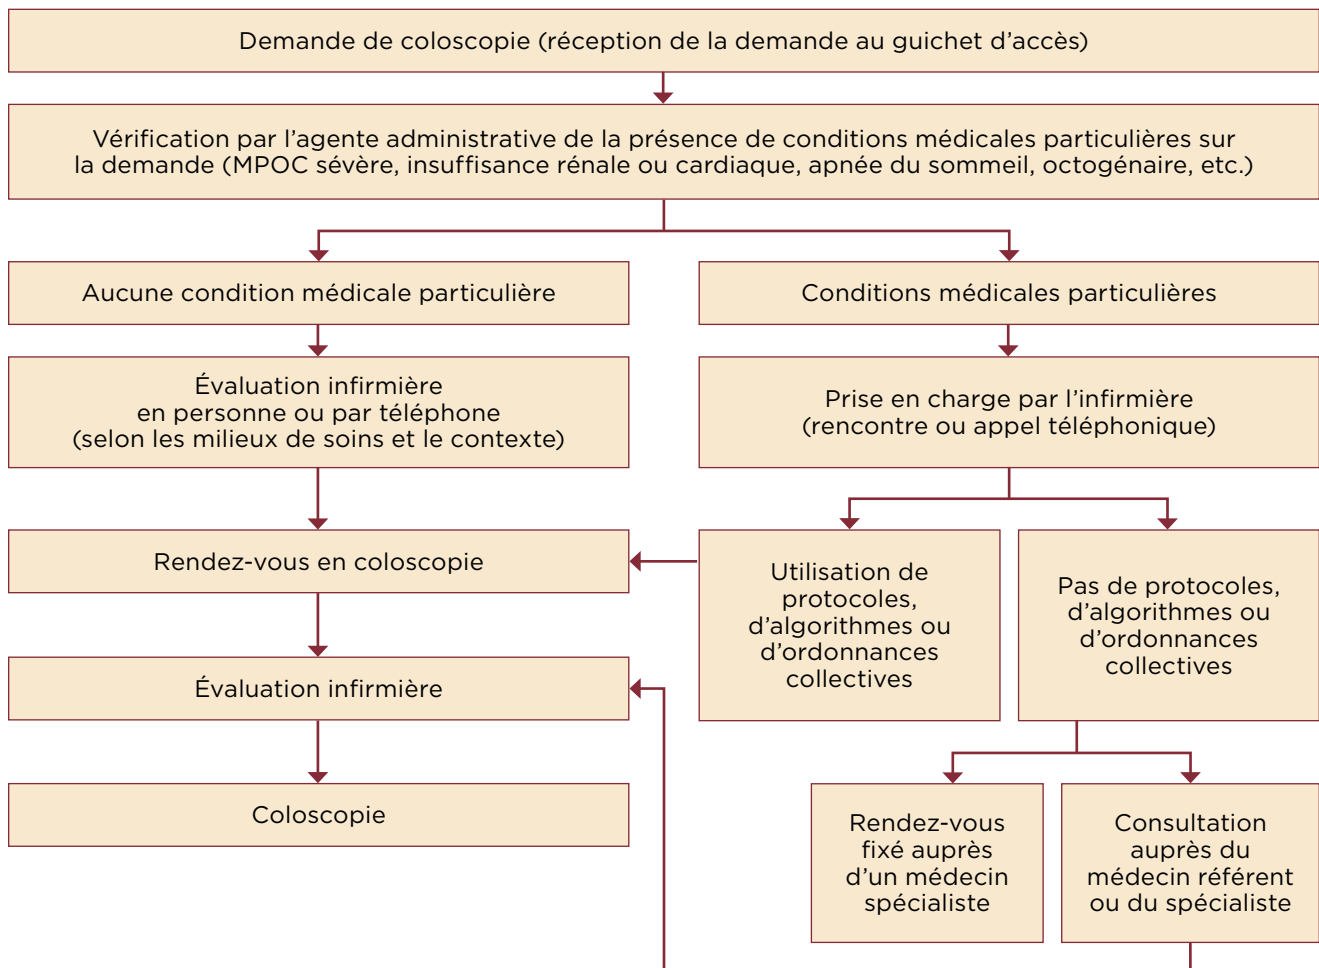 Demande de coloscopie (réception de la demande au guichet d'accès)
Vérification par l'agente administrative de la présence de conditions médicales particulières sur
la demande (MPOC sévère, insuffisance rénale ou cardiaque, apnée du sommeil, octogénaire, etc.)
Aucune condition médicale particulière
Conditions médicales particulières
Évaluation infirmière
en personne ou par téléphone
(selon les milieux de soins et le contexte)
Prise en charge par l'infirmière
(rencontre ou appel téléphonique)
Rendez-vous en coloscopie
Utilisation de
protocoles,
d'algorithmes ou
d'ordonnances
collectives
Pas de protocoles,
d'algorithmes ou
d'ordonnances
collectives
Évaluation infirmière
Coloscopie
Rendez-vous
fixé auprès
d'un médecin
spécialiste
Consultation
auprès du
médecin référent
ou du spécialiste